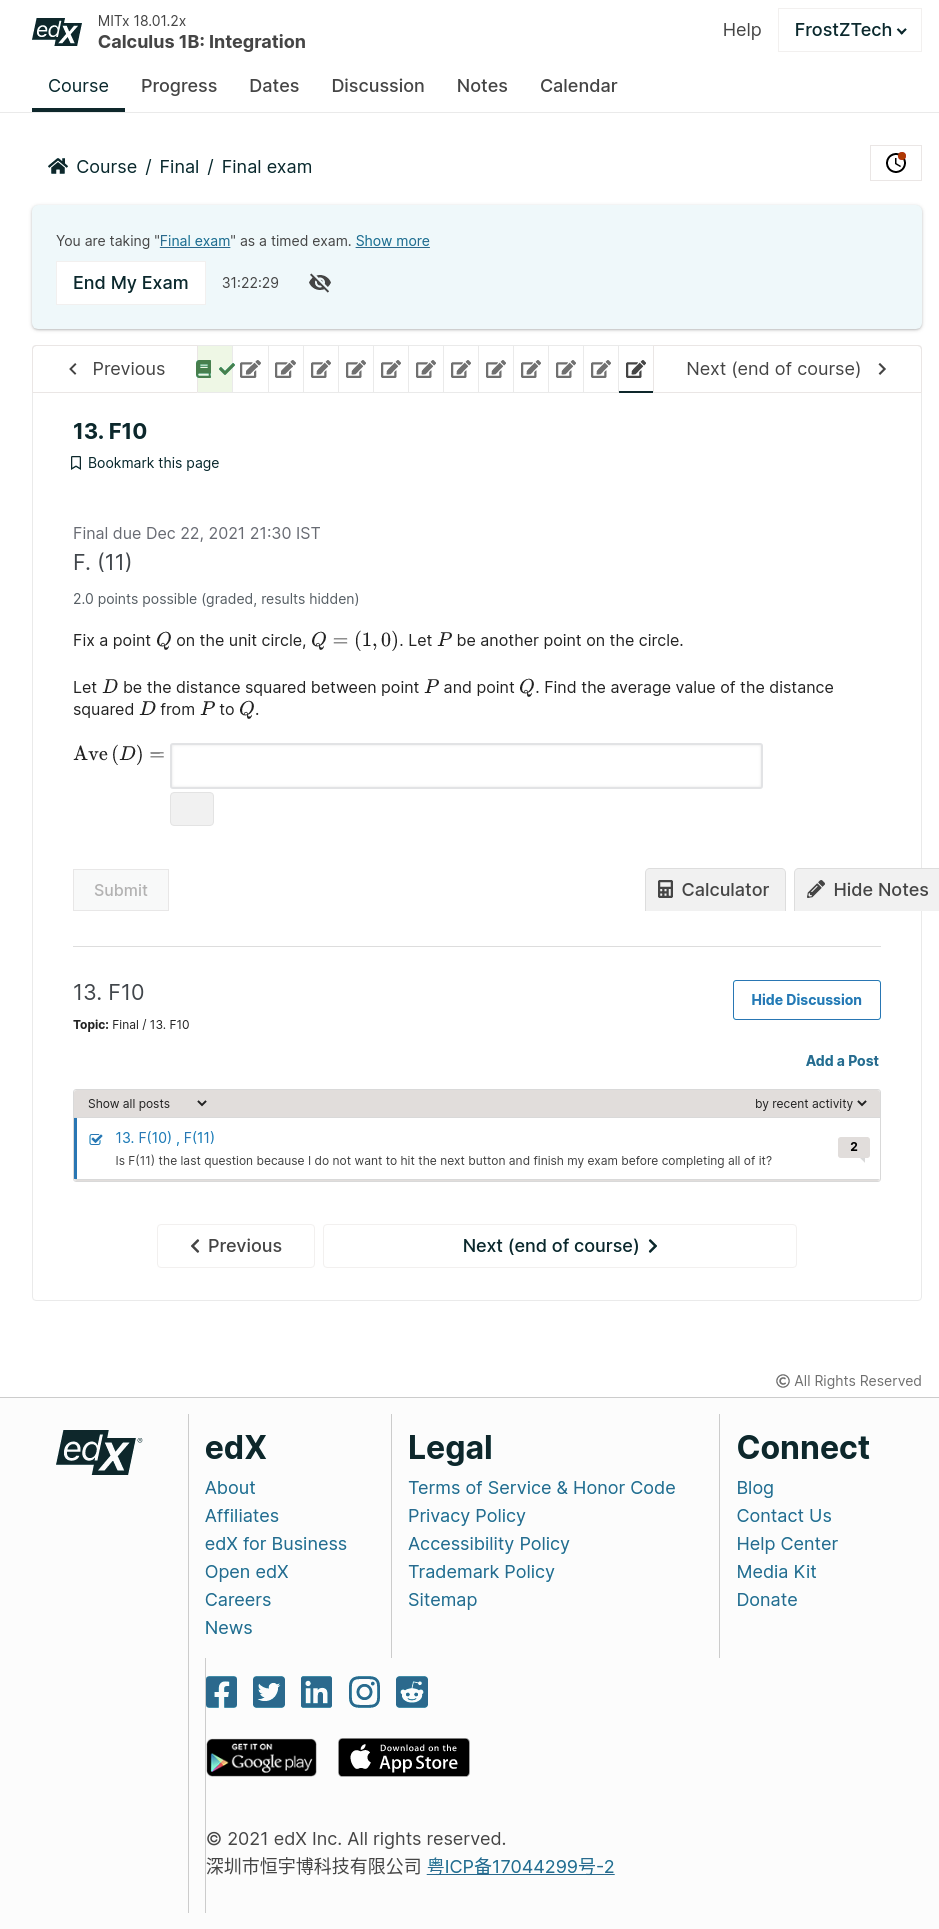 edX
MITx 18.01.2x
Calculus 1B: Integration
Help
FrostZTech
Course Progress Dates Discussion Notes Calendar
Course / Final / Final exam
You are taking "Final exam" as a timed exam. Show more
End My Exam 31:22:29
Previous
Next (end of course)
13. F10
Bookmark this page
Final due Dec 22, 2021 21:30 IST
F. (11)
2.0 points possible (graded, results hidden)
Fix a point Q on the unit circle, Q = (1, 0). Let P be another point on the circle.
Let D be the distance squared between point P and point Q. Find the average value of the distance
squared D from P to Q.
Ave (D) =
Submit
Calculator
Hide Notes
13. F10
Hide Discussion
Topic: Final / 13. F10
Add a Post
Show all posts
by recent activity
13. F(10) , F(11)
Is F(11) the last question because I do not want to hit the next button and finish my exam before completing all of it?
2
Previous
Next (end of course)
© All Rights Reserved
edX®
edX
About
Affiliates
edX for Business
Open edX
Careers
News
Legal
Terms of Service & Honor Code
Privacy Policy
Accessibility Policy
Trademark Policy
Sitemap
Connect
Blog
Contact Us
Help Center
Media Kit
Donate
GET IT ON
Google play
Download on the
App Store
© 2021 edX Inc. All rights reserved.
深圳市恒宇博科技有限公司 粤ICP备17044299号-2